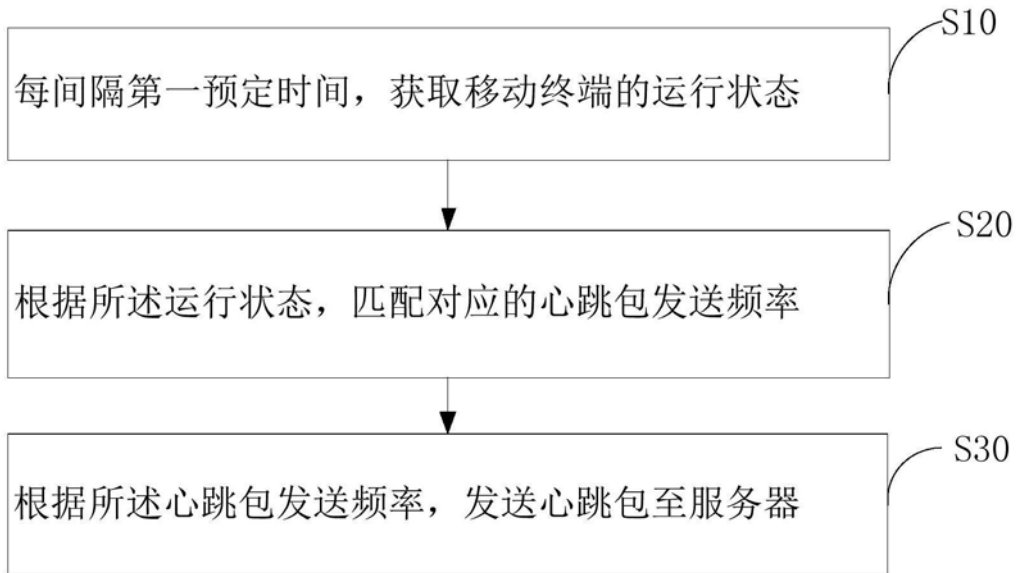 S10
每间隔第一预定时间，获取移动终端的运行状态
S20
根据所述运行状态，匹配对应的心跳包发送频率
S30
根据所述心跳包发送频率，发送心跳包至服务器